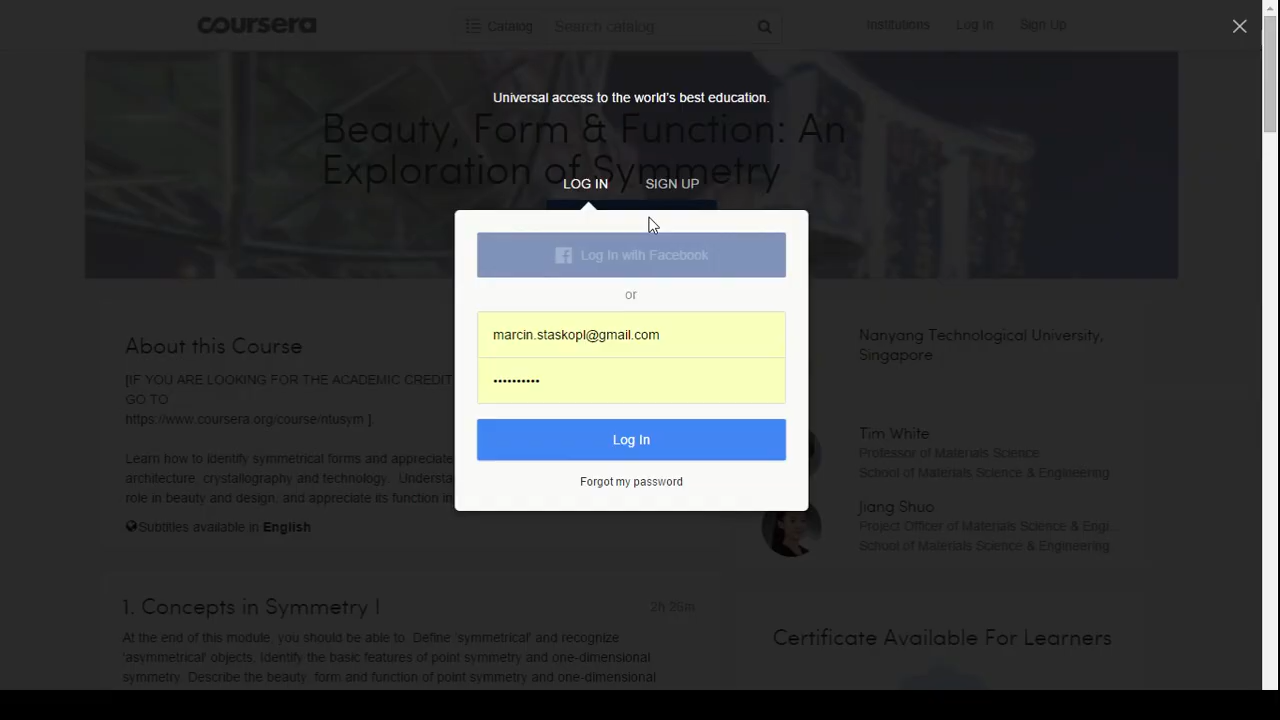 coursera
Catalog
Search catalog
Institutions
Log In
Sign Up
Universal access to the world's best education.
Beauty, Form & Function: An
Exploration of Symmetry
LOG IN
SIGN UP
Log In with Facebook
or
marcin.staskopl@gmail.com
••••••••••
Log In
Forgot my password
About this Course
[IF YOU ARE LOOKING FOR THE ACADEMIC CREDIT
GO TO
https://www.coursera.org/course/ntusym ].
Learn how to identify symmetrical forms and appreciate
architecture, crystallography and technology.
role in beauty and design, and appreciate its function in
Subtitles available in English
Nanyang Technological University,
Singapore
Tim White
Professor of Materials Science
School of Materials Science & Engineering
Jiang Shuo
Project Officer of Materials Science & Engi...
School of Materials Science & Engineering
1. Concepts in Symmetry I
2h 26m
At the end of this module, you should be able to: Define 'symmetrical' and recognize
'asymmetrical' objects. Identify the basic features of point symmetry and one-dimensional
symmetry. Describe the beauty, form and function of point symmetry and one-dimensional
Certificate Available For Learners